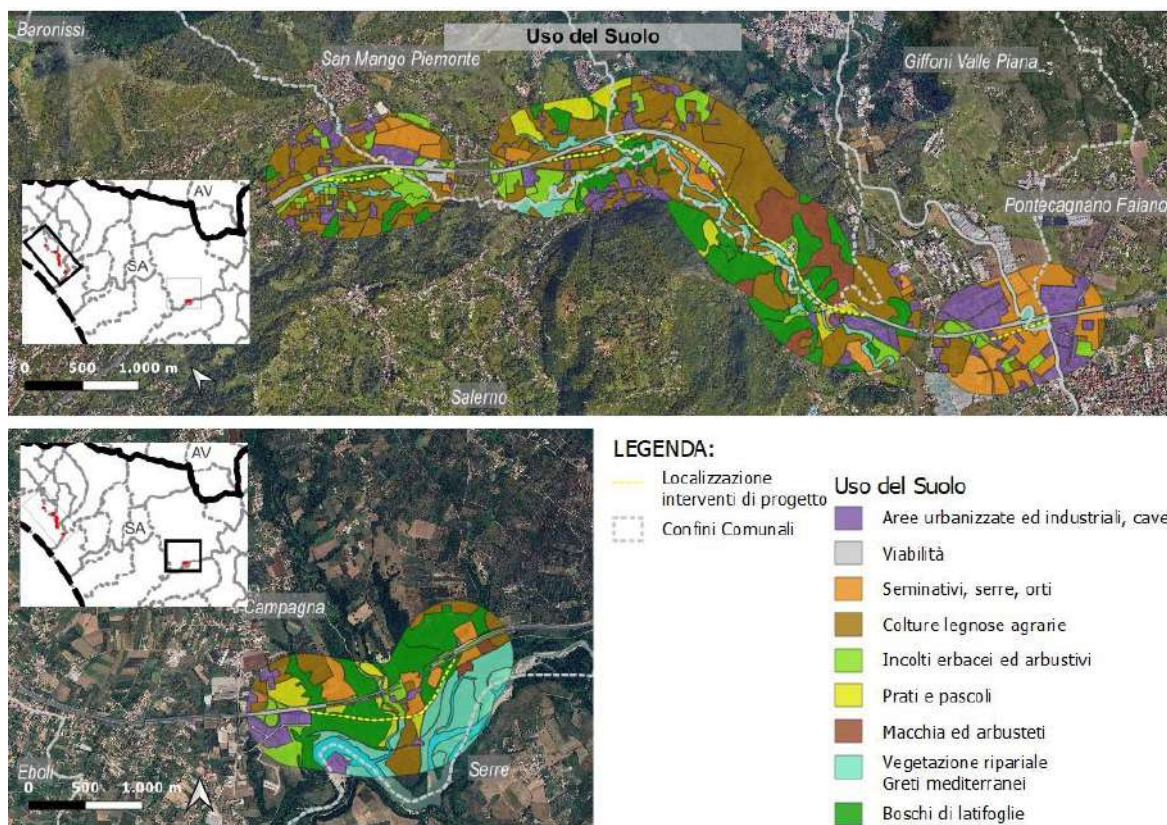 Uso del Suolo
Baronissi
San Mango Piemonte
Giffoni Valle Piana
Pontecagnano Faiano
AV
SA
0 500 1.000 m
Salerno
AV
SA
Campagna
Eboli
Serre
0 500 1.000 m
LEGENDA:
Localizzazione
interventi di progetto
Confini Comunali
Uso del Suolo
Aree urbanizzate ed industriali, cave
Viabilità
Seminativi, serre, orti
Colture legnose agrarie
Incolti erbacei ed arbustivi
Prati e pascoli
Macchia ed arbusteti
Vegetazione ripariale
Greti mediterranei
Boschi di latifoglie